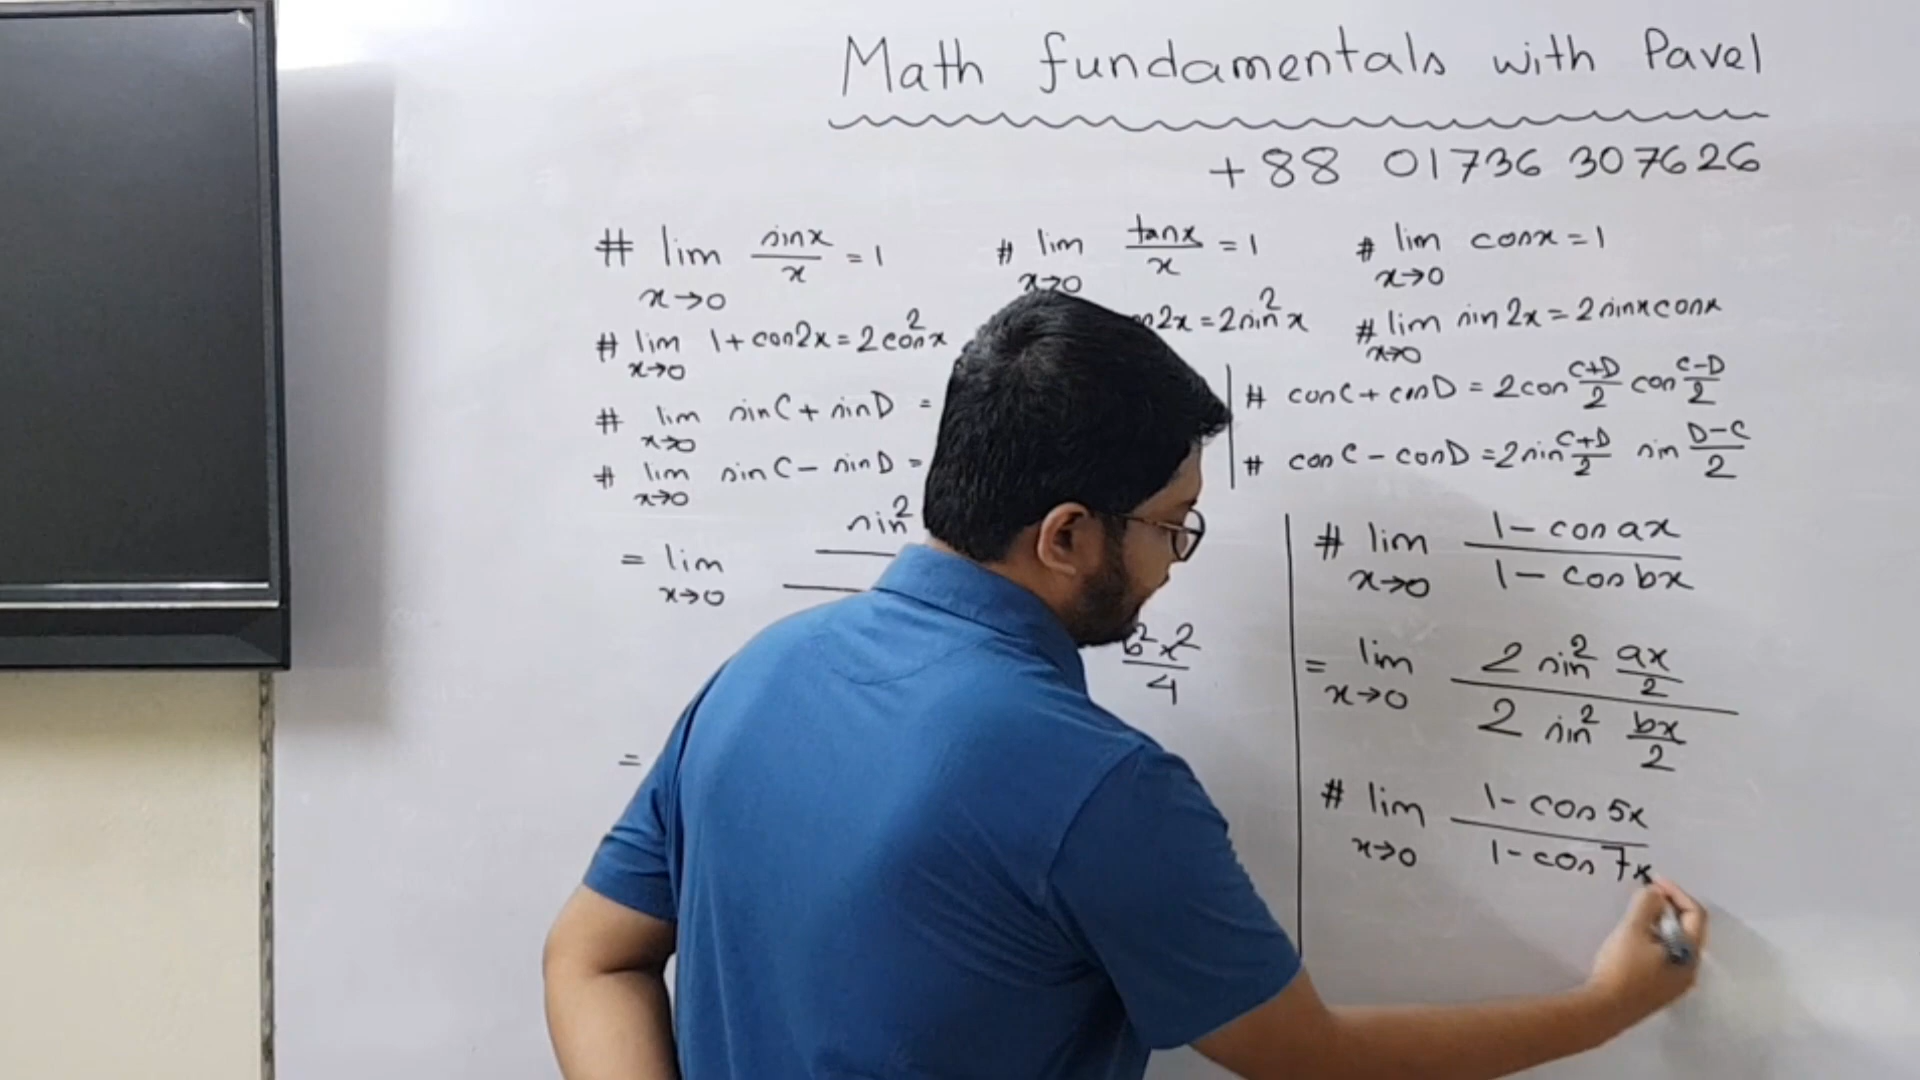 Math fundamentals with Pavel
+88 01736 307626
# lim x→0 sinx/x = 1
# lim x→0 tanx/x = 1
# lim x→0 cosx = 1
# lim x→0 1+cos2x = 2cos²x
2x = 2sin²x
# lim x→0 sin2x = 2sinxcosx
# lim x→0 sinC + sinD =
# cosC + cosD = 2cos (C+D)/2 cos (C-D)/2
# lim x→0 sinC - sinD =
# cosC - cosD = 2sin (C+D)/2 sin (D-C)/2
= lim x→0 sin²
b²x²/4
=
# lim x→0 (1 - cos ax)/(1 - cos bx)
= lim x→0 (2 sin² ax/2)/(2 sin² bx/2)
# lim x→0 (1 - cos 5x)/(1 - cos 7x